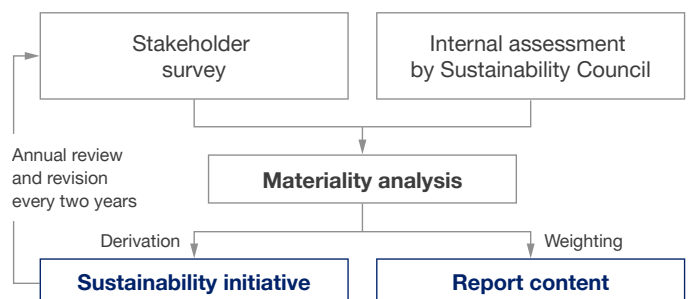 Stakeholder
survey
Internal assessment
by Sustainability Council
Annual review
and revision
every two years
Materiality analysis
Derivation
Weighting
Sustainability initiative
Report content